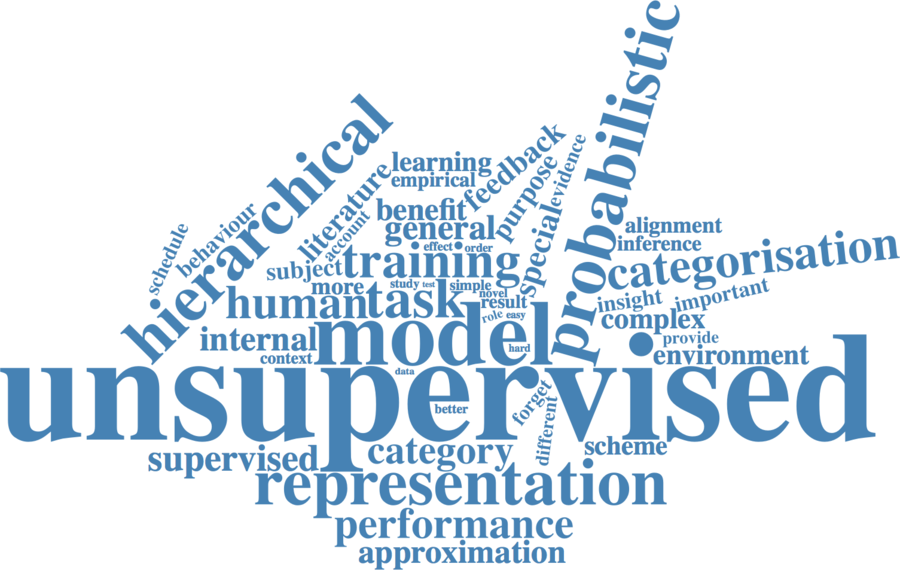 probabilistic
hierarchical
learning
feedback
empirical
evidence
purpose
literature
benefit
account
behaviour
schedule
general
special
alignment
inference
effect
order
subject
training
categorisation
more
study
test
simple
novel
result
insight
important
human
task
role
easy
complex
internal
model
hard
provide
context
environment
data
unsupervised
better
forget
different
scheme
supervised
category
representation
performance
approximation